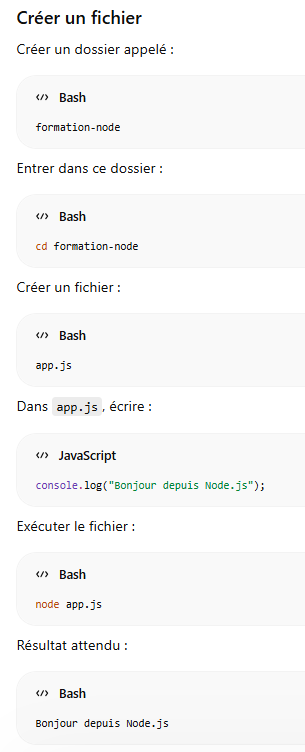 Créer un fichier
Créer un dossier appelé :
Bash
formation-node
Entrer dans ce dossier :
Bash
cd formation-node
Créer un fichier :
Bash
app.js
Dans app.js, écrire :
JavaScript
console.log("Bonjour depuis Node.js");
Exécuter le fichier :
Bash
node app.js
Résultat attendu :
Bash
Bonjour depuis Node.js